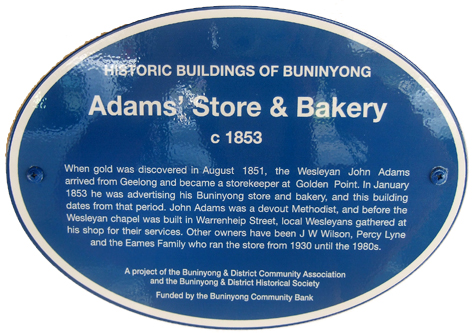 HISTORIC BUILDINGS OF BUNINYONG
Adams' Store & Bakery
c 1853
When gold was discovered in August 1851, the Wesleyan John Adams
arrived from Geelong and became a storekeeper at Golden Point. In January
1853 he was advertising his Buninyong store and bakery, and this building
dates from that period. John Adams was a devout Methodist, and before the
Wesleyan chapel was built in Warrenheip Street, local Wesleyans gathered at
his shop for their services. Other owners have been J W Wilson, Percy Lyne
and the Eames Family who ran the store from 1930 until the 1980s.
A project of the Buninyong & District Community Association
and the Buninyong & District Historical Society
Funded by the Buninyong Community Bank